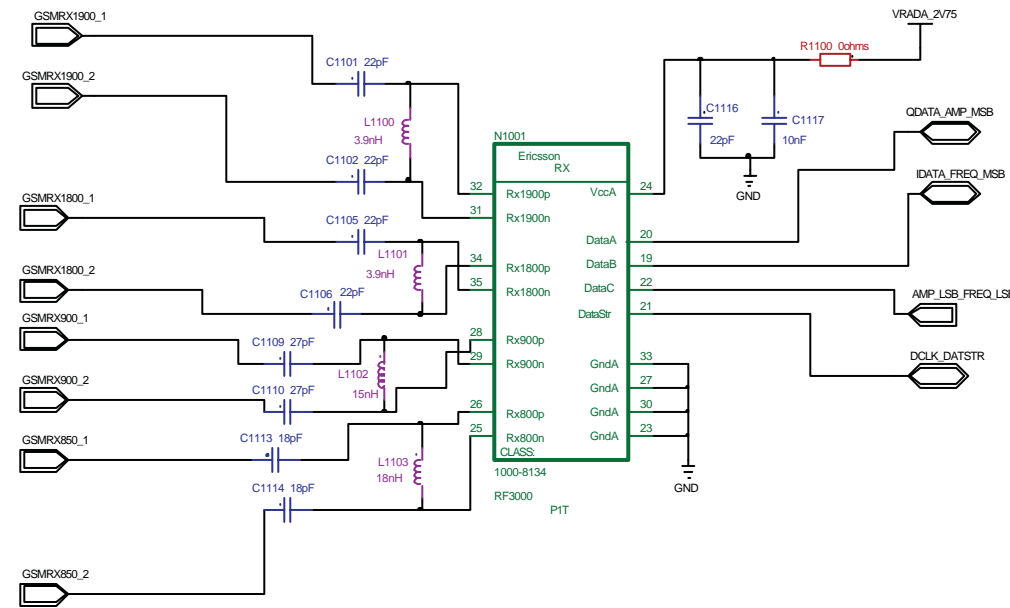 GSMRX1900_1
VRADA_2V75
R1100 0ohms
C1101 22pF
GSMRX1900_2
C1116
22pF
C1117
10nF
QDATA_AMP_MSB
L1100
3.9nH
N1001
Ericsson
RX
C1102 22pF
IDATA_FREQ_MSB
GND
32
Rx1900p
VccA
24
GSMRX1800_1
31
Rx1900n
C1105 22pF
DataA
20
L1101
3.9nH
34
Rx1800p
DataB
19
GSMRX1800_2
35
Rx1800n
DataC
22
C1106 22pF
AMP_LSB_FREQ_LSB
GSMRX900_1
DataStr
21
28
Rx900p
C1109 27pF
29
Rx900n
GndA
33
DCLK_DATSTR
L1102
15nH
GSMRX900_2
C1110 27pF
GndA
27
26
Rx800p
GndA
30
GSMRX850_1
C1113 18pF
25
Rx800n
GndA
23
CLASS:
L1103
18nH
1000-8134
C1114 18pF
RF3000
P1T
GND
GSMRX850_2